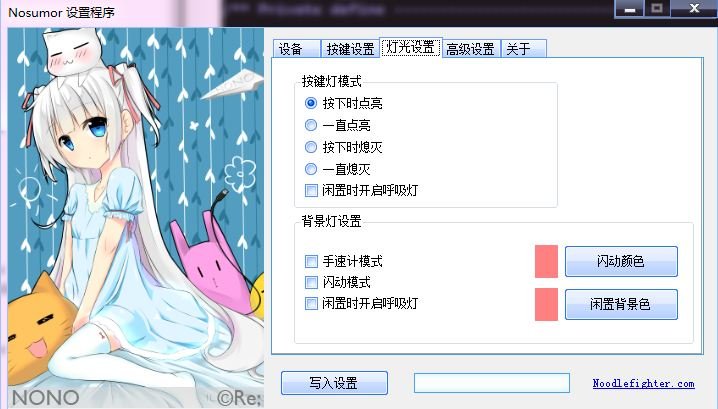 Nosumor 设置程序
** Private define
设备
按键设置
灯光设置
高级设置
关于
按键灯模式
按下时点亮
一直点亮
按下时熄灭
一直熄灭
闲置时开启呼吸灯
背景灯设置
手速计模式
闪动模式
闲置时开启呼吸灯
闪动颜色
闲置背景色
写入设置
Noodlefighter.com
NONO
NONO
©Re;